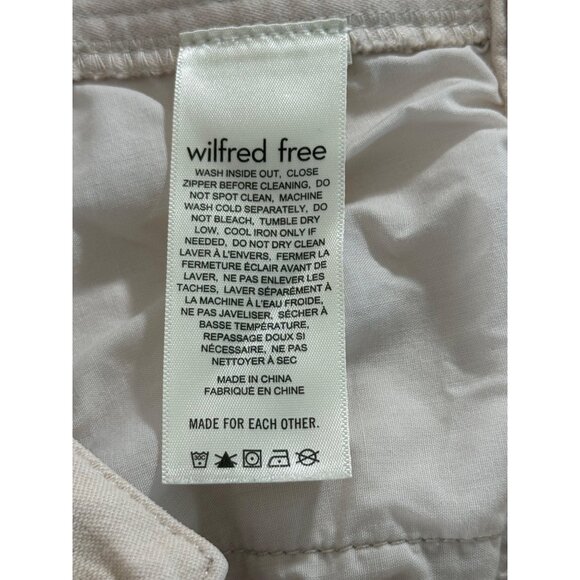 wilfred free
WASH INSIDE OUT, CLOSE
ZIPPER BEFORE CLEANING, DO
NOT SPOT CLEAN, MACHINE
WASH COLD SEPARATELY, DO
NOT BLEACH, TUMBLE DRY
LOW, COOL IRON ONLY IF
NEEDED, DO NOT DRY CLEAN
LAVER À L'ENVERS, FERMER LA
FERMETURE ÉCLAIR AVANT DE
LAVER, NE PAS ENLEVER LES
TACHES, LAVER SÉPARÉMENT À
LA MACHINE À L'EAU FROIDE,
NE PAS JAVELISER, SÉCHER À
BASSE TEMPÉRATURE,
REPASSAGE DOUX SI
NÉCESSAIRE, NE PAS
NETTOYER À SEC
MADE IN CHINA
FABRIQUÉ EN CHINE
MADE FOR EACH OTHER.
30C